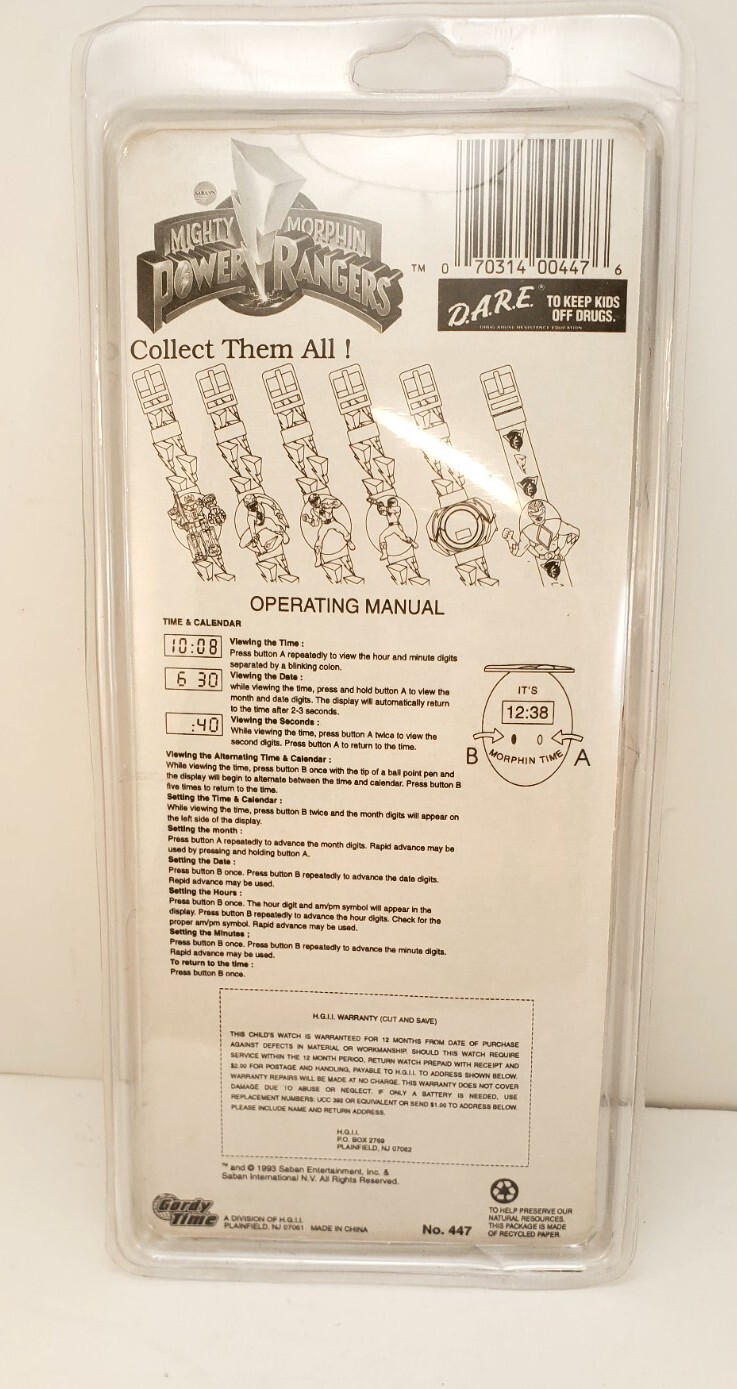 SABAN'S
MIGHTY MORPHIN
POWER RANGERS
TM
0 70314 00447 6
D.A.R.E.® TO KEEP KIDS
OFF DRUGS.
DRUG ABUSE RESISTANCE EDUCATION
Collect Them All !
OPERATING MANUAL
TIME & CALENDAR
10:08
Viewing the Time :
Press button A repeatedly to view the hour and minute digits
separated by a blinking colon.
6 30
Viewing the Date :
while viewing the time, press and hold button A to view the
month and date digits. The display will automatically return
to the time after 2-3 seconds.
:40
Viewing the Seconds :
While viewing the time, press button A twice to view the
second digits. Press button A to return to the time.
IT'S
12:38
B A
MORPHIN TIME
Viewing the Alternating Time & Calendar :
While viewing the time, press button B once with the tip of a ball point pen and
the display will begin to alternate between the time and calendar. Press button B
five times to return to the time.
Setting the Time & Calendar :
While viewing the time, press button B twice and the month digits will appear on
the left side of the display.
Setting the month :
Press button A repeatedly to advance the month digits. Rapid advance may be
used by pressing and holding button A.
Setting the Date :
Press button B once. Press button B repeatedly to advance the date digits.
Rapid advance may be used.
Setting the Hours :
Press button B once. The hour digit and am/pm symbol will appear in the
display. Press button B repeatedly to advance the hour digits. Check for the
proper am/pm symbol. Rapid advance may be used.
Setting the Minutes ;
Press button B once. Press button B repeatedly to advance the minute digits.
Rapid advance may be used.
To return to the time :
Press button B once.
H.G.I.I. WARRANTY (CUT AND SAVE)
THIS CHILD'S WATCH IS WARRANTEED FOR 12 MONTHS FROM DATE OF PURCHASE
AGAINST DEFECTS IN MATERIAL OR WORKMANSHIP. SHOULD THIS WATCH REQUIRE
SERVICE WITHIN THE 12 MONTH PERIOD, RETURN WATCH PREPAID WITH RECEIPT AND
$2.00 FOR POSTAGE AND HANDLING, PAYABLE TO H.G.I.I. TO ADDRESS SHOWN BELOW.
WARRANTY REPAIRS WILL BE MADE AT NO CHARGE. THIS WARRANTY DOES NOT COVER
DAMAGE DUE TO ABUSE OR NEGLECT. IF ONLY A BATTERY IS NEEDED, USE
REPLACEMENT NUMBERS: UCC 392 OR EQUIVALENT OR SEND $1.00 TO ADDRESS BELOW.
PLEASE INCLUDE NAME AND RETURN ADDRESS.
H.G.I.I.
P.O. BOX 2769
PLAINFIELD, NJ 07062
™ and © 1993 Saban Entertainment, Inc. &
Saban International N.V. All Rights Reserved.
Gordy
Time
A DIVISION OF H.G.I.I.
PLAINFIELD, NJ 07061 MADE IN CHINA
No. 447
TO HELP PRESERVE OUR
NATURAL RESOURCES.
THIS PACKAGE IS MADE
OF RECYCLED PAPER.